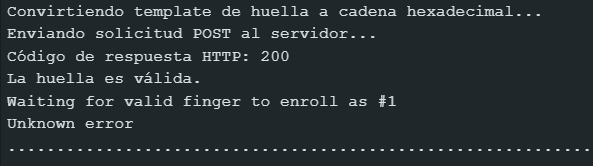 Convirtiendo template de huella a cadena hexadecimal...
Enviando solicitud POST al servidor...
Código de respuesta HTTP: 200
La huella es válida.
Waiting for valid finger to enroll as #1
Unknown error
................................................................